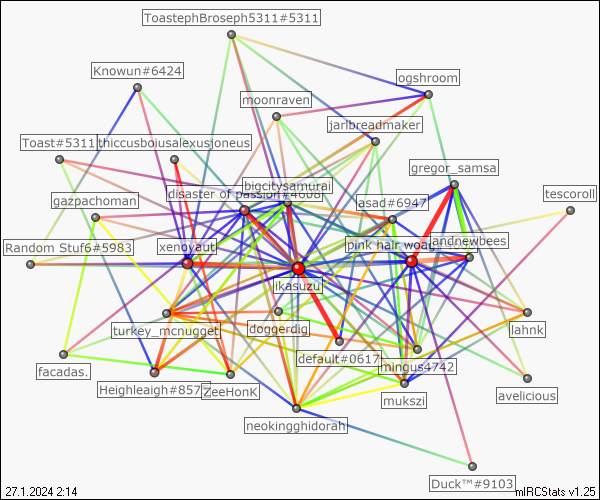 ToastephBroseph5311#5311
Knowun#6424
ogshroom
moonraven
jarlbreadmaker
Toast#5311
thiccusboiusalexusjoneus
gregor_samsa
bigcitysamurai
disaster of passion#4606
tescoroll
gazpachoman
asad#6947
Random Stuf6#5983
xenoyaut
pink hair
andnewbees
ikasuzu
turkey_mcnugget
doggerdig
lahnk
default#0617
mingus4742
facadas.
Heighleaigh#857
ZeeHonK
mukszi
avelicious
neokingghidorah
Duck™#9103
27.1.2024 2:14
mIRCStats v1.25